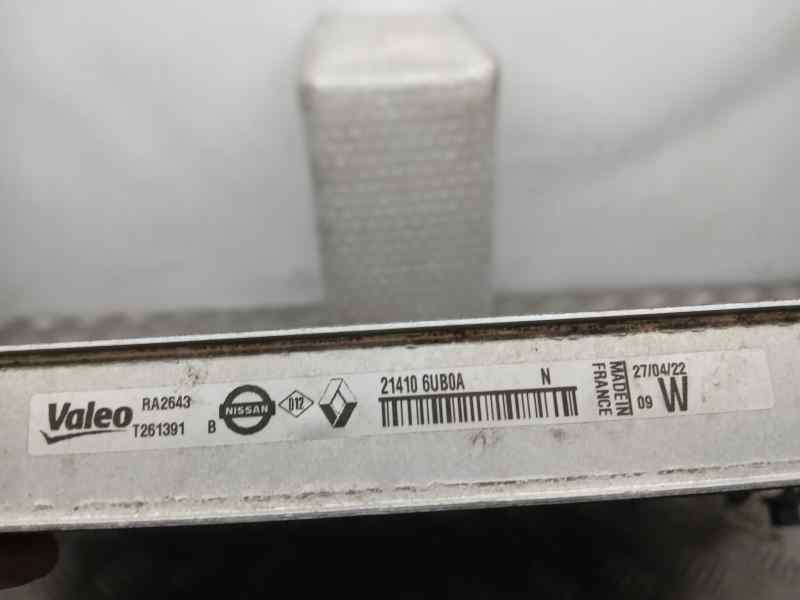 Valeo
RA2643
T261391
B
NISSAN
D12
21410 6UB0A N
MADE IN
FRANCE
27/04/22
09 W